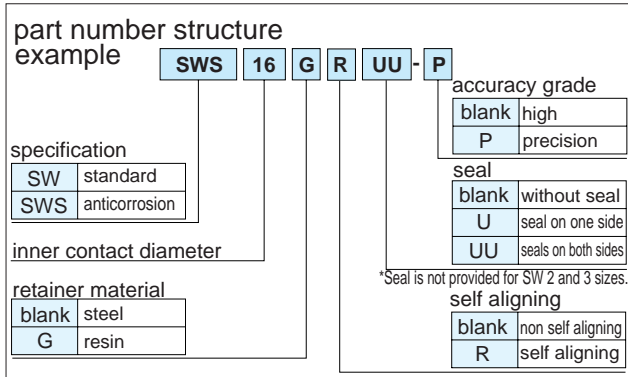 part number structure
example
SWS 16 G R UU - P
specification
SW standard
SWS anticorrosion
inner contact diameter
retainer material
blank steel
G resin
accuracy grade
blank high
P precision
seal
blank without seal
U seal on one side
UU seals on both sides
*Seal is not provided for SW 2 and 3 sizes.
self aligning
blank non self aligning
R self aligning